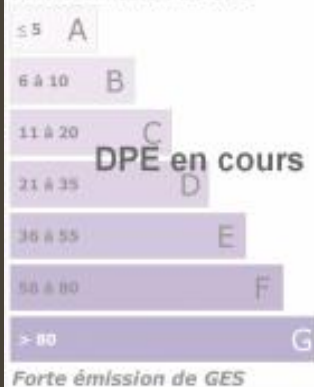 ≤ 5 A
6 à 10 B
11 à 20 C
DPE en cours
21 à 35 D
36 à 55 E
56 à 80 F
> 80 G
Forte émission de GES